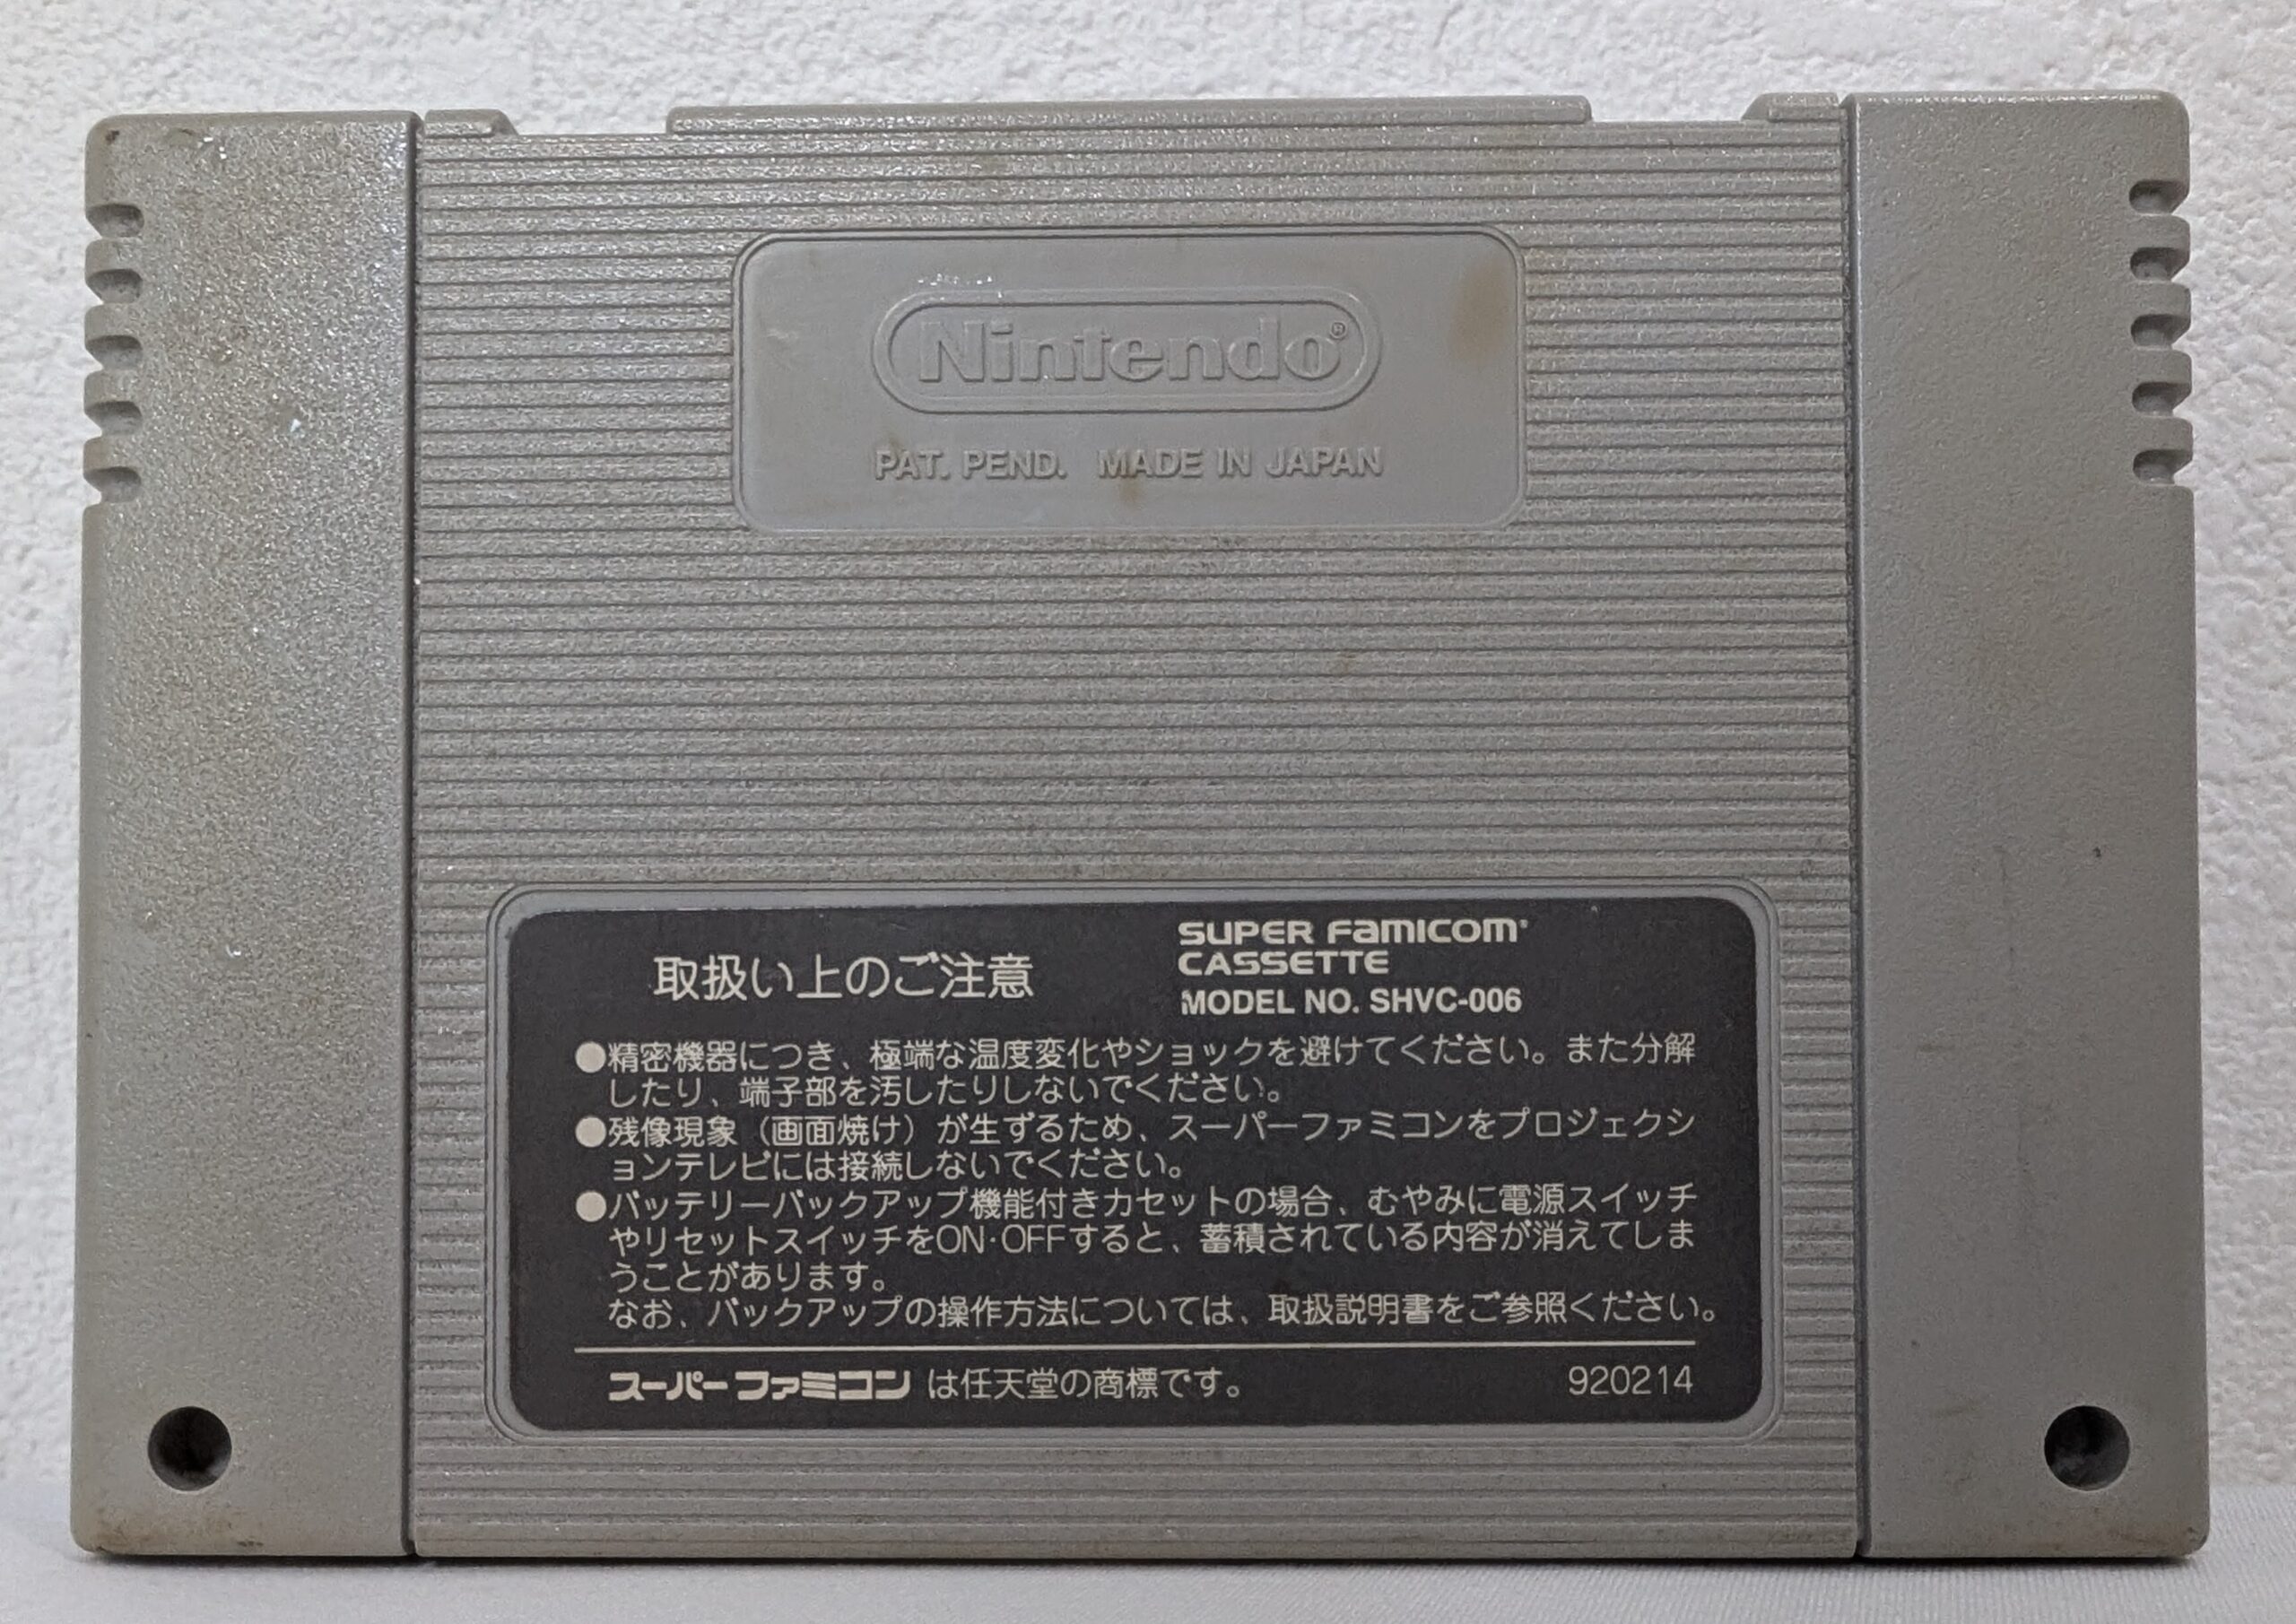 Nintendo®
PAT. PEND. MADE IN JAPAN
取扱い上のご注意
SUPER FAMICOM
CASSETTE
MODEL NO. SHVC-006
●精密機器につき、極端な温度変化やショックを避けてください。また分解
したり、端子部を汚したりしないでください。
●残像現象（画面焼け）が生ずるため、スーパーファミコンをプロジェクシ
ョンテレビには接続しないでください。
●バッテリーバックアップ機能付きカセットの場合、むやみに電源スイッチ
やリセットスイッチをON·OFFすると、蓄積されている内容が消えてしま
うことがあります。
なお、バックアップの操作方法については、取扱説明書をご参照ください。
スーパーファミコン は任天堂の商標です。 920214